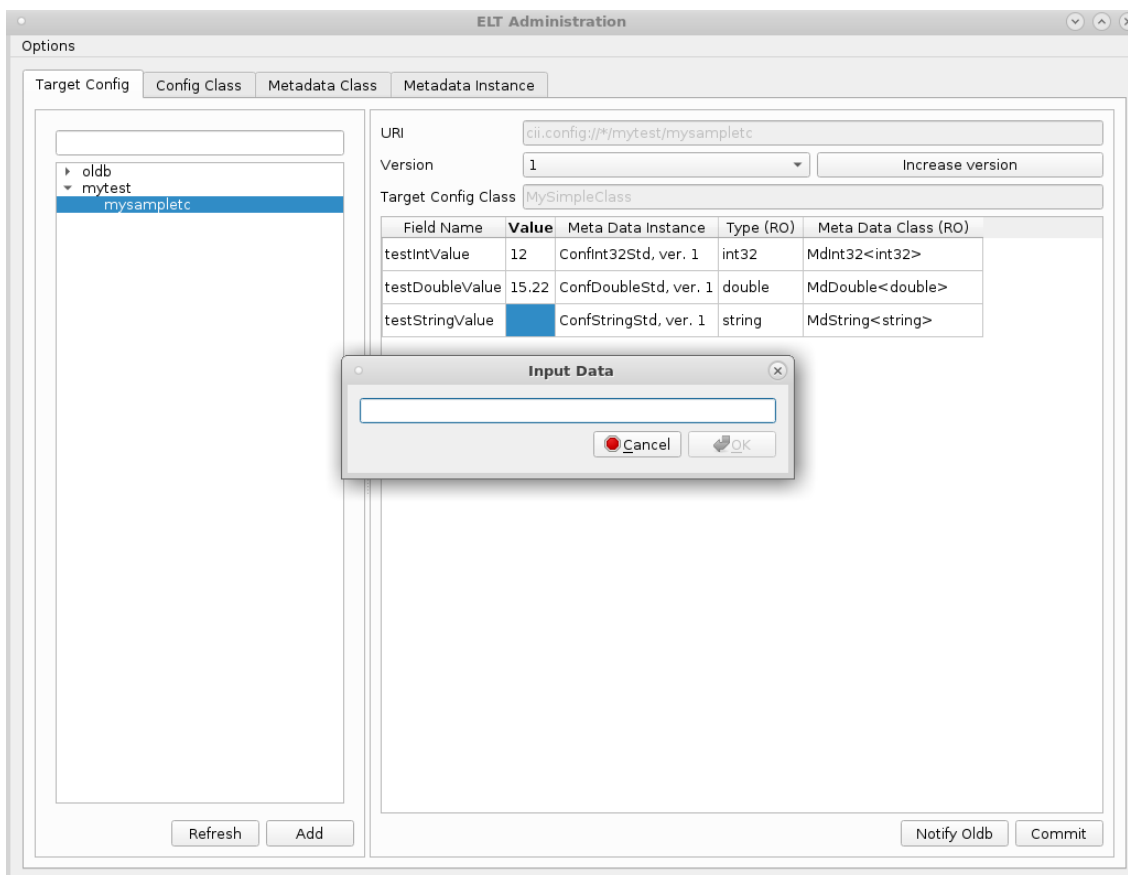 ELT Administration
Options
Target Config Config Class Metadata Class Metadata Instance
URI cii.config://*/mytest/mysampletc
oldb
mytest
mysampletc
Version 1 Increase version
Target Config Class MySimpleClass
Field Name Value Meta Data Instance Type (RO) Meta Data Class (RO)
testIntValue 12 ConfInt32Std, ver. 1 int32 MdInt32<int32>
testDoubleValue 15.22 ConfDoubleStd, ver. 1 double MdDouble<double>
testStringValue ConfStringStd, ver. 1 string MdString<string>
Input Data
Cancel OK
Refresh Add
Notify Oldb Commit